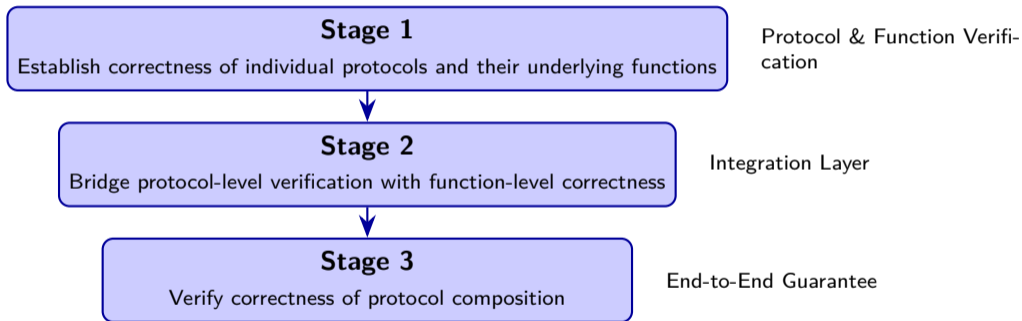 Stage 1
Establish correctness of individual protocols and their underlying functions
Protocol & Function Verifi-
cation
Stage 2
Bridge protocol-level verification with function-level correctness
Integration Layer
Stage 3
Verify correctness of protocol composition
End-to-End Guarantee